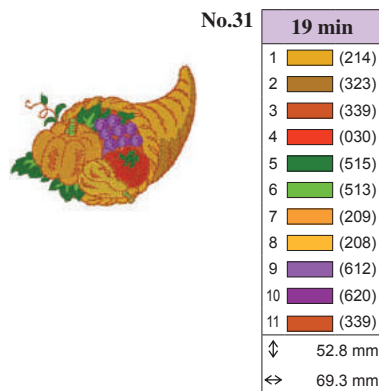 No.31
19 min
1 (214)
2 (323)
3 (339)
4 (030)
5 (515)
6 (513)
7 (209)
8 (208)
9 (612)
10 (620)
11 (339)
52.8 mm
69.3 mm